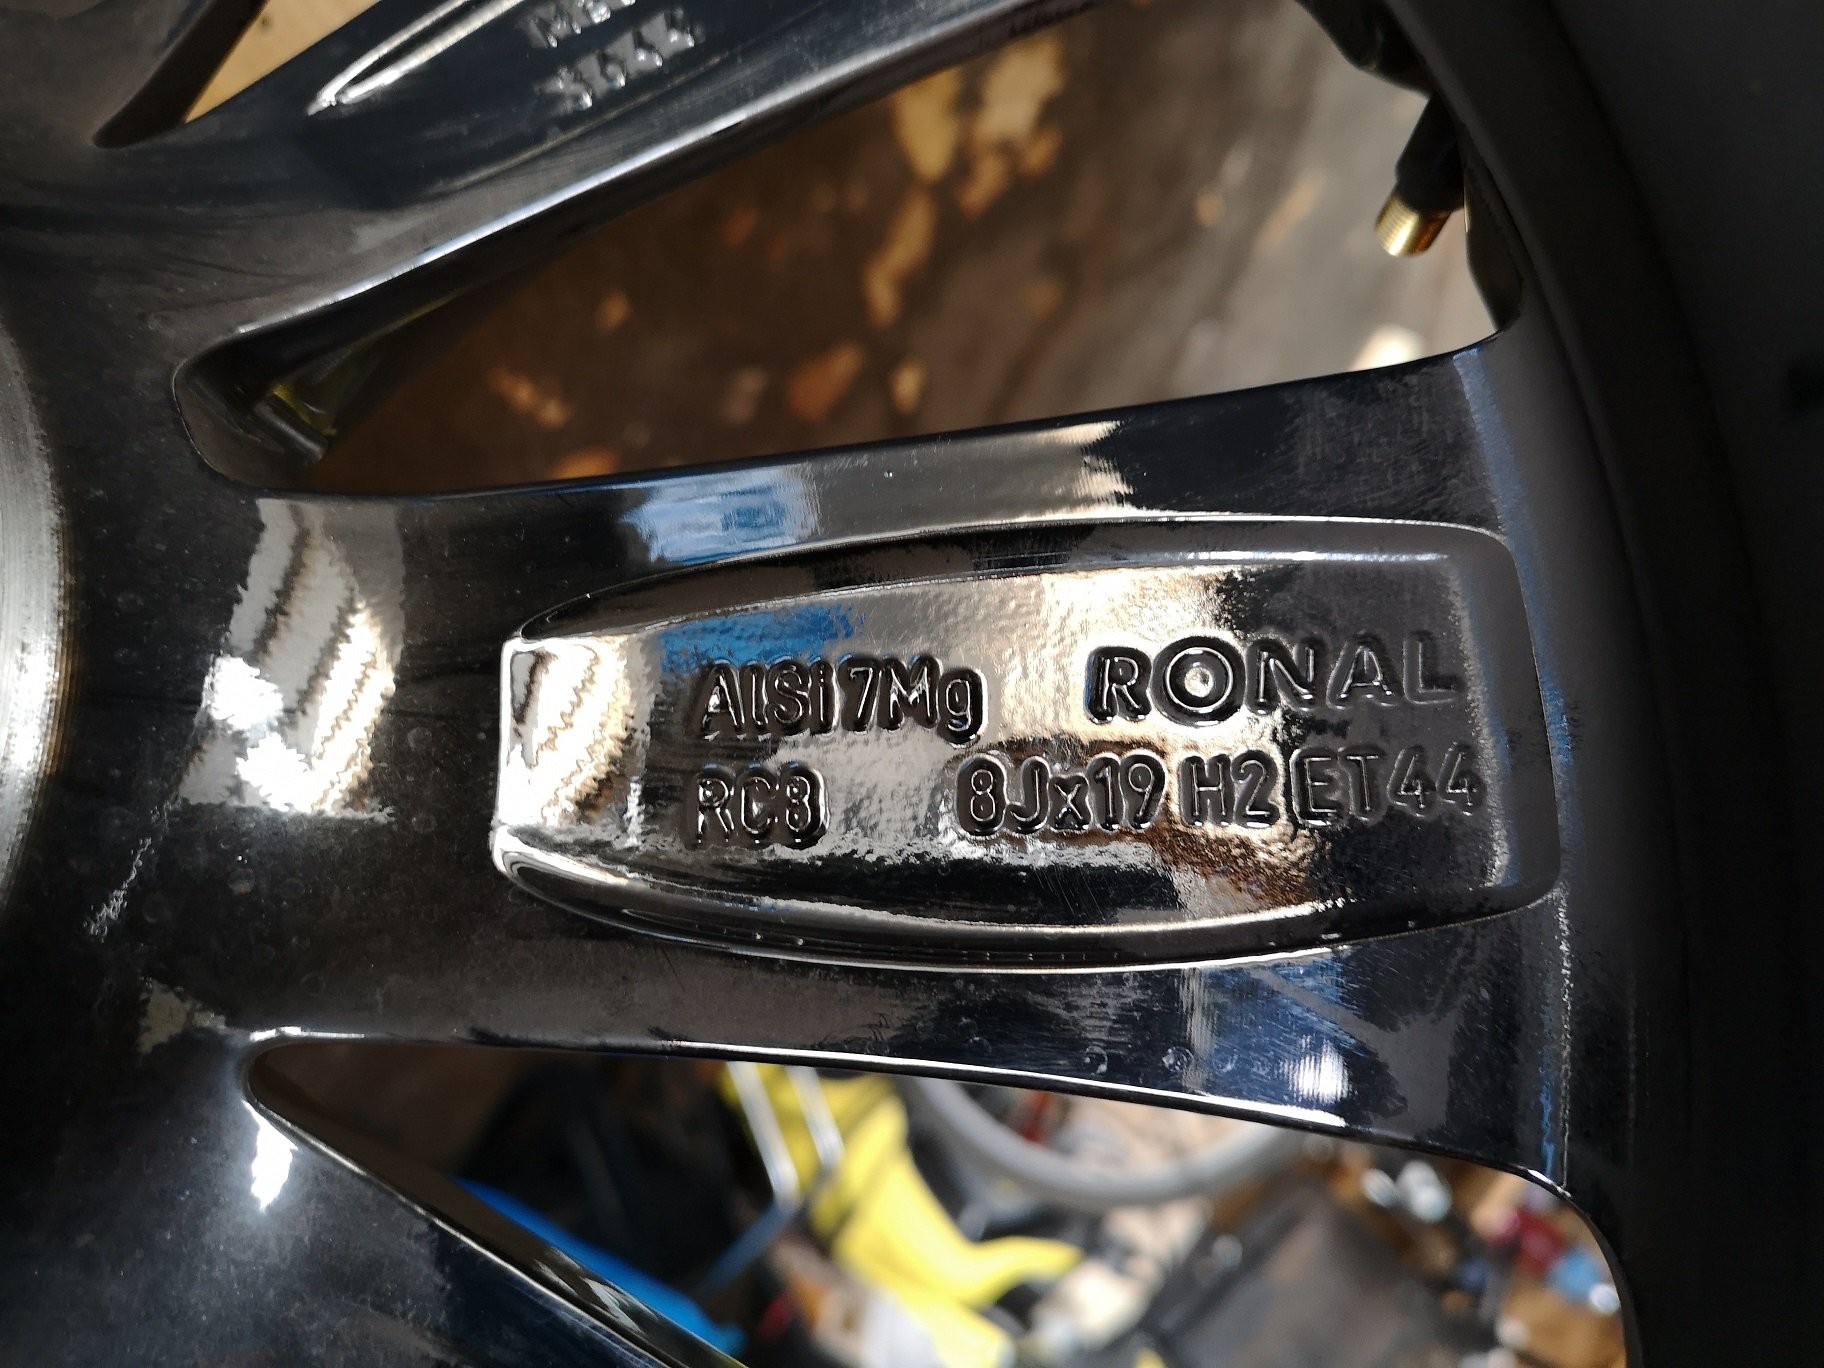 AlSi7Mg RONAL
RC8 8Jx19 H2 ET44